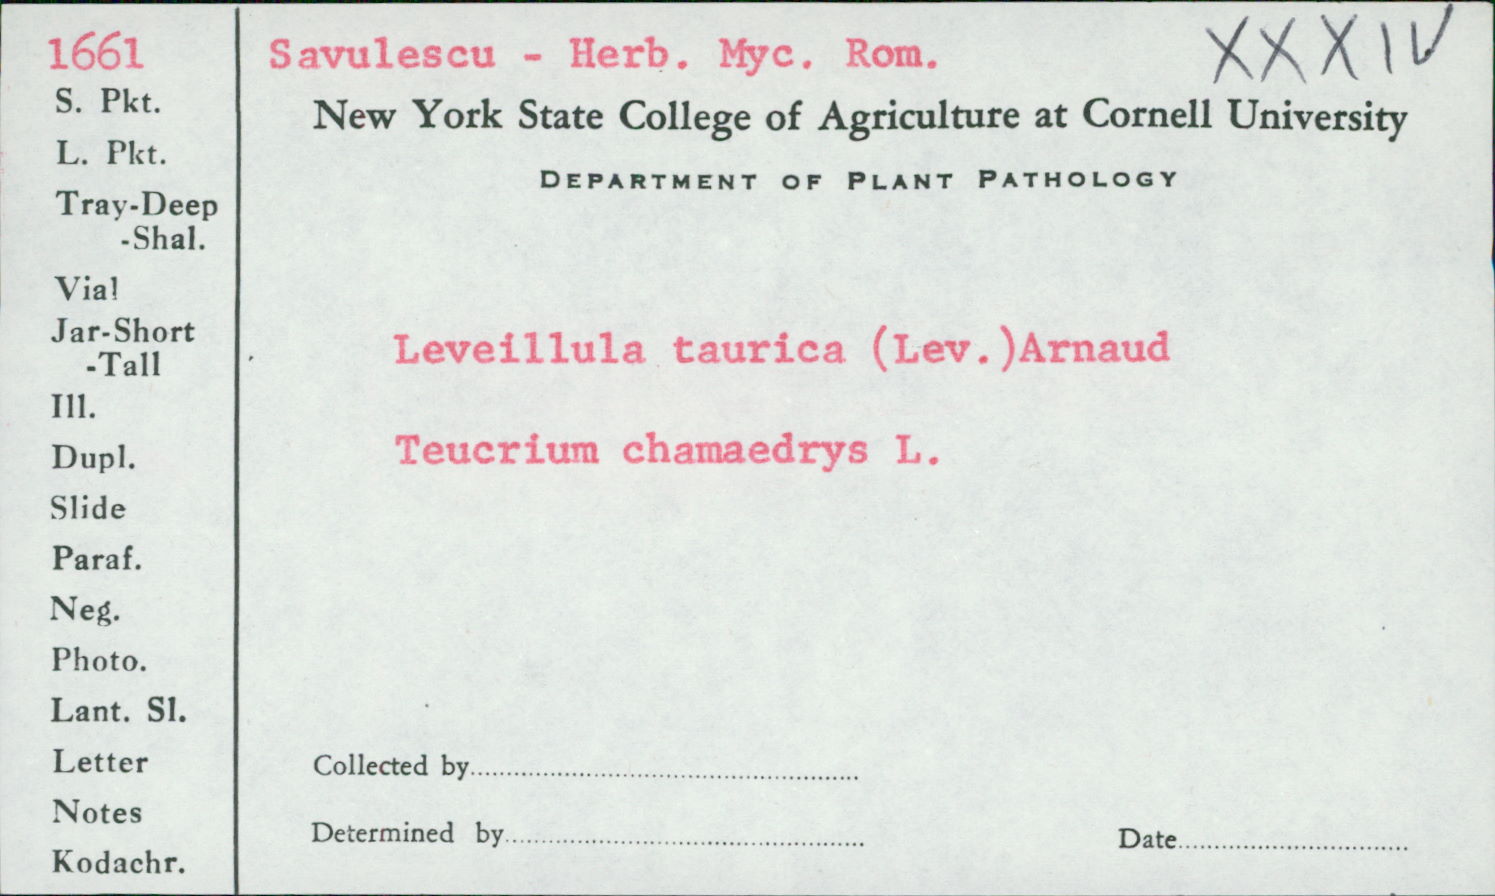 1661
Savulescu - Herb. Myc. Rom.
XXXIV
New York State College of Agriculture at Cornell University
DEPARTMENT OF PLANT PATHOLOGY
S. Pkt.
L. Pkt.
Tray-Deep
-Shal.
Vial
Jar-Short
-Tall
Ill.
Dupl.
Slide
Paraf.
Neg.
Photo.
Lant. Sl.
Letter
Notes
Kodachr.
Leveillula taurica (Lev.)Arnaud
Teucrium chamaedrys L.
Collected by
Determined by
Date